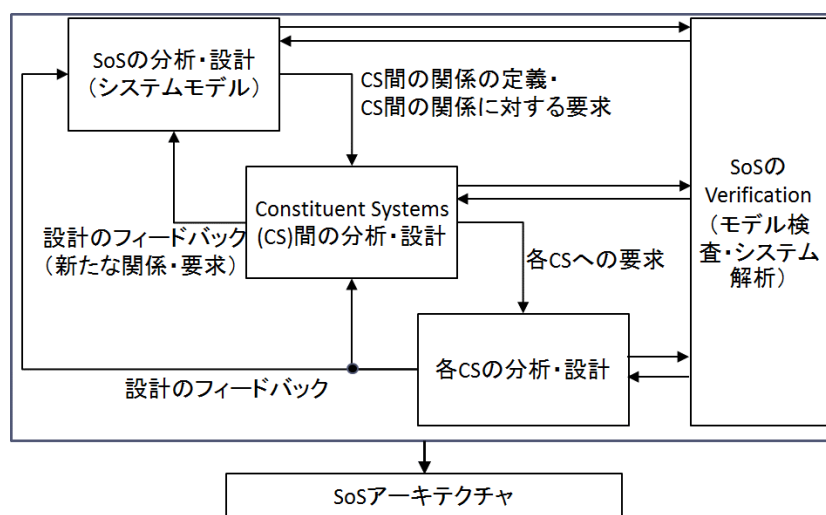 SoSの分析・設計
(システムモデル)
CS間の関係の定義・
CS間の関係に対する要求
Constituent Systems
(CS)間の分析・設計
設計のフィードバック
(新たな関係・要求)
各CSへの要求
SoSの
Verification
(モデル検
査・システム
解析)
各CSの分析・設計
設計のフィードバック
SoSアーキテクチャ